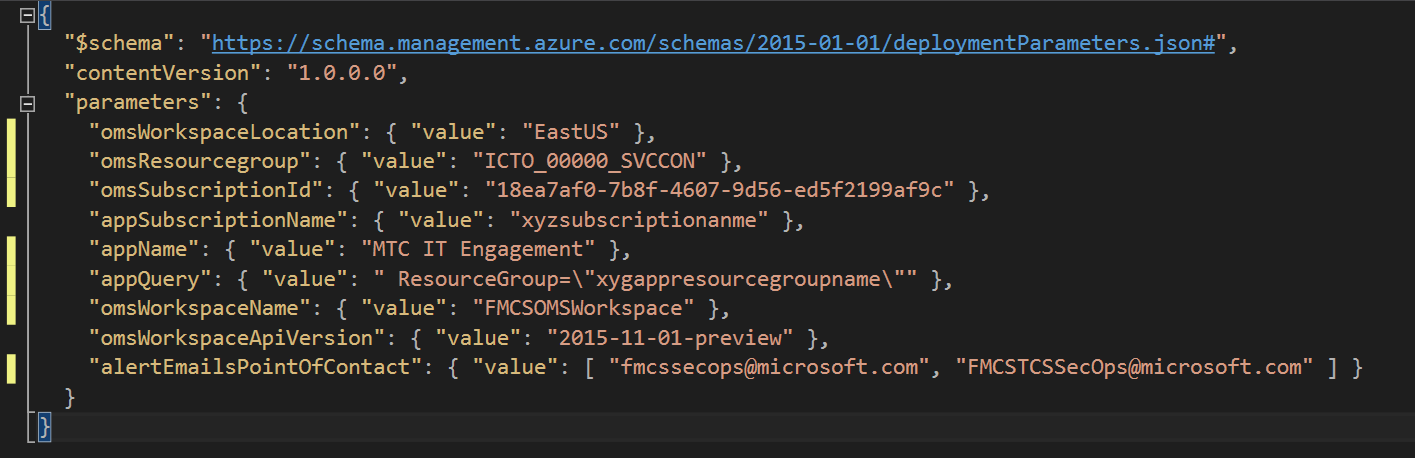 {
"$schema": "https://schema.management.azure.com/schemas/2015-01-01/deploymentParameters.json#",
"contentVersion": "1.0.0.0",
"parameters": {
"omsWorkspaceLocation": { "value": "EastUS" },
"omsResourcegroup": { "value": "ICTO_00000_SVCCON" },
"omsSubscriptionId": { "value": "18ea7af0-7b8f-4607-9d56-ed5f2199af9c" },
"appSubscriptionName": { "value": "xyzsubscriptionanme" },
"appName": { "value": "MTC IT Engagement" },
"appQuery": { "value": " ResourceGroup=\"xygappresourcegroupname\"" },
"omsWorkspaceName": { "value": "FMCSOMSWorkspace" },
"omsWorkspaceApiVersion": { "value": "2015-11-01-preview" },
"alertEmailsPointOfContact": { "value": [ "fmcssecops@microsoft.com", "FMCSTCSSecOps@microsoft.com" ] }
}
}